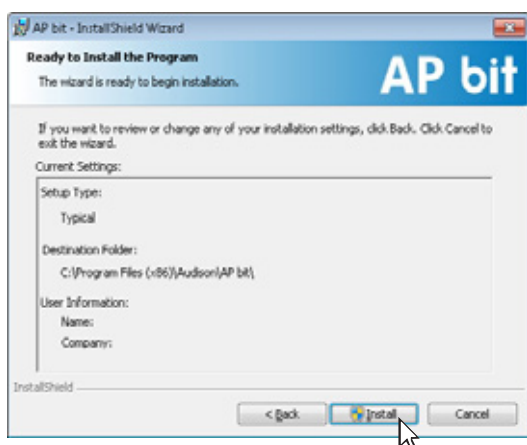 AP bit - InstallShield Wizard
Ready to Install the Program
The wizard is ready to begin installation.
AP bit
If you want to review or change any of your installation settings, click Back. Click Cancel to
exit the wizard.
Current Settings:
Setup Type:
Typical
Destination Folder:
C:\Program Files (x86)\Audison\AP bit\
User Information:
Name:
Company:
InstallShield
< Back
Install
Cancel